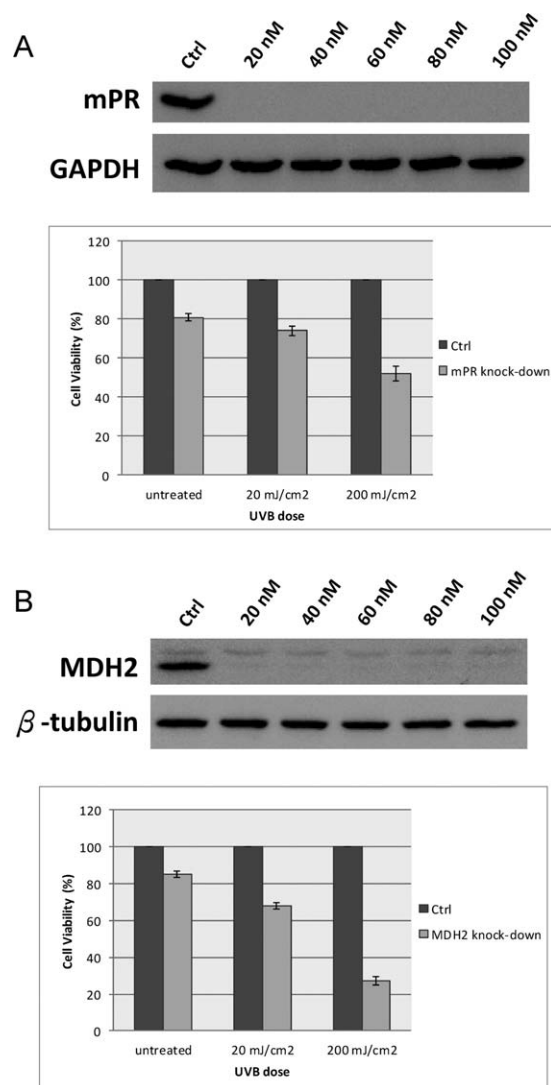 A
Ctrl 20 nM 40 nM 60 nM 80 nM 100 nM
mPR
GAPDH
120
100
80
60
40
20
0
Cell Viability (%)
untreated 20 mJ/cm2 200 mJ/cm2
UVB dose
Ctrl
mPR knock-down
B
Ctrl 20 nM 40 nM 60 nM 80 nM 100 nM
MDH2
β-tubulin
120
100
80
60
40
20
0
Cell Viability (%)
untreated 20 mJ/cm2 200 mJ/cm2
UVB dose
Ctrl
MDH2 knock-down